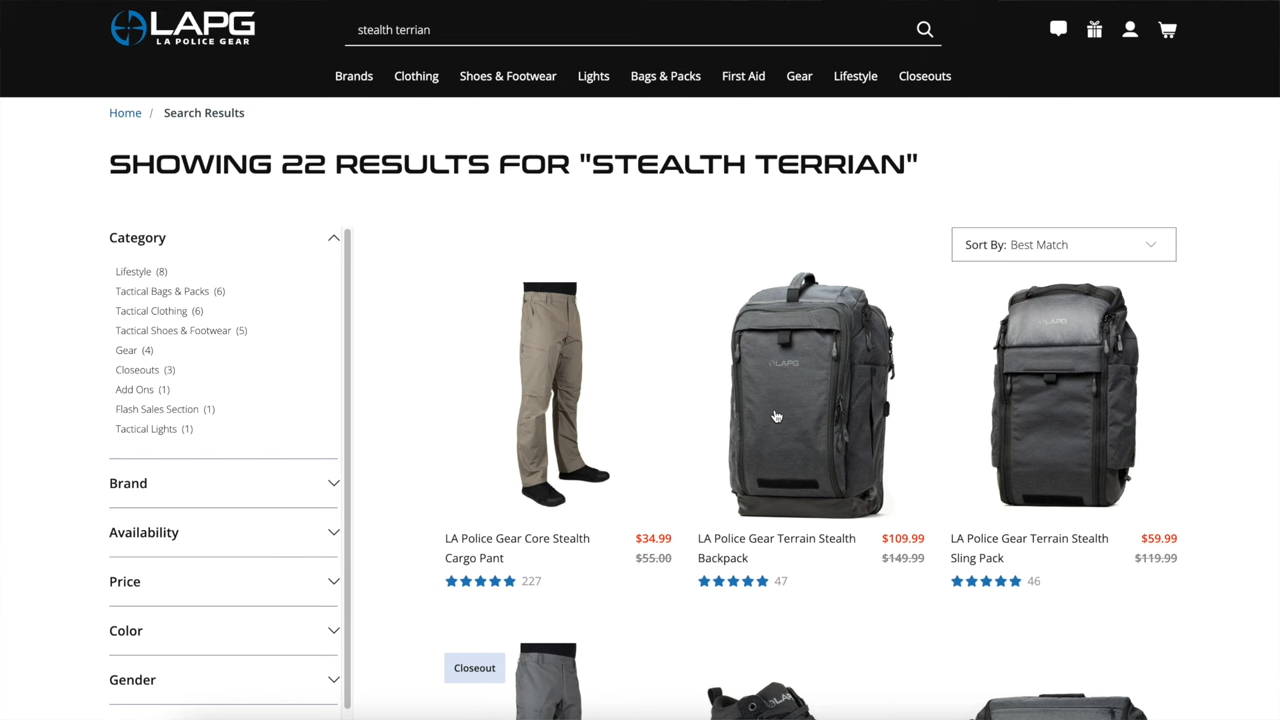 LAPG
LA POLICE GEAR
stealth terrian
Brands Clothing Shoes & Footwear Lights Bags & Packs First Aid Gear Lifestyle Closeouts
Home / Search Results
SHOWING 22 RESULTS FOR "STEALTH TERRIAN"
Category
Lifestyle (8)
Tactical Bags & Packs (6)
Tactical Clothing (6)
Tactical Shoes & Footwear (5)
Gear (4)
Closeouts (3)
Add Ons (1)
Flash Sales Section (1)
Tactical Lights (1)
Brand
Availability
Price
Color
Gender
Sort By: Best Match
LAPG
LAPG
LA Police Gear Core Stealth $34.99
Cargo Pant $55.00
227
LA Police Gear Terrain Stealth $109.99
Backpack $149.99
47
LA Police Gear Terrain Stealth $59.99
Sling Pack $119.99
46
Closeout
LAPG